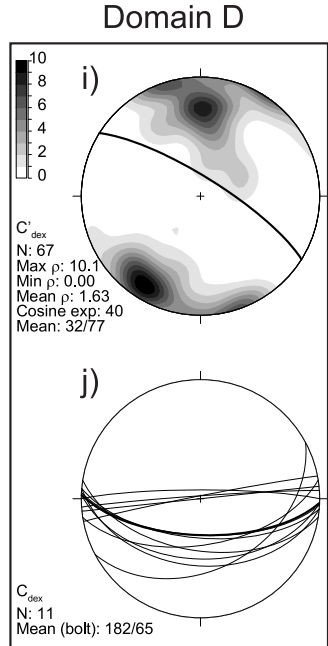 Domain D
i)
10
8
6
4
2
0
C'dex
N: 67
Max ρ: 10.1
Min ρ: 0.00
Mean ρ: 1.63
Cosine exp: 40
Mean: 32/77
j)
Cdex
N: 11
Mean (bolt): 182/65